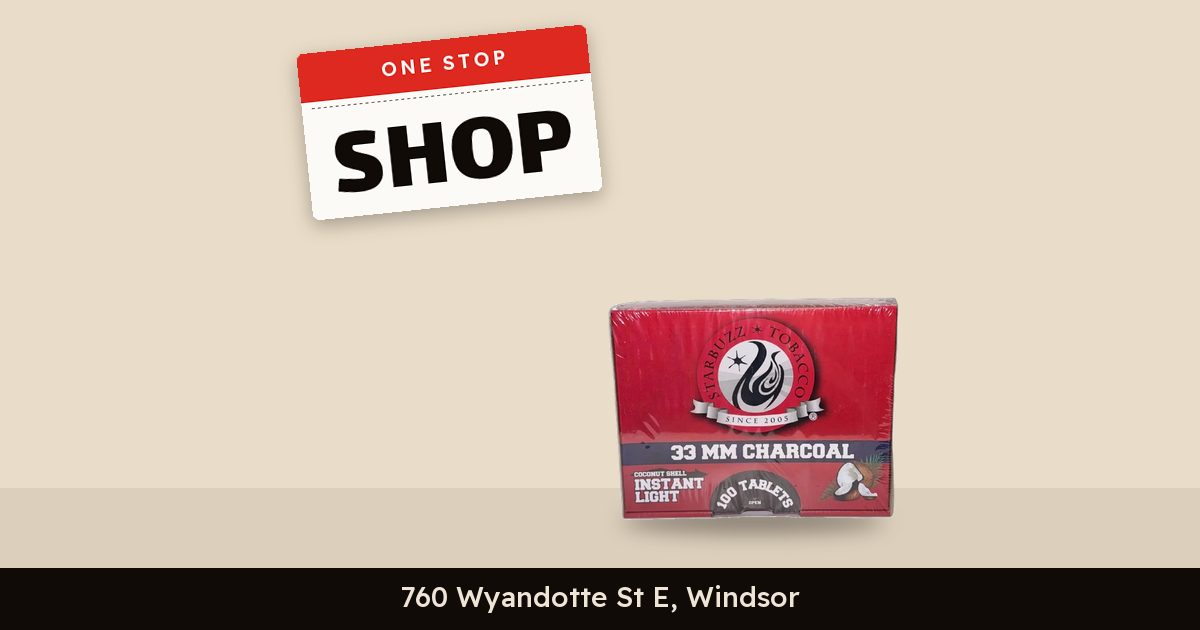 ONE STOP
SHOP
STARBUZZ TOBACCO
SINCE 2005
33 MM CHARCOAL
COCONUT SHELL
INSTANT
LIGHT
100 TABLETS
OPEN
760 Wyandotte St E, Windsor